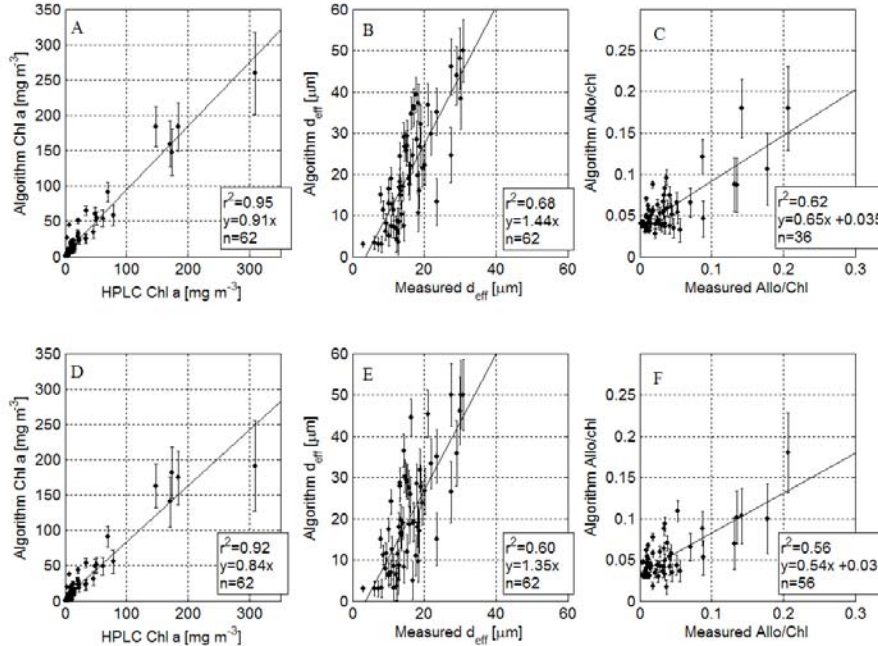 A
Algorithm Chl a [mg m-3]
350
300
250
200
150
100
50
0
r2=0.95
y=0.91x
n=62
0 100 200 300
HPLC Chl a [mg m-3]
B
Algorithm deff [μm]
60
50
40
30
20
10
0
r2=0.68
y=1.44x
n=62
0 20 40 60
Measured deff [μm]
C
Algorithm Allo/chl
0.25
0.2
0.15
0.1
0.05
0
r2=0.62
y=0.65x +0.035
n=36
0 0.1 0.2 0.3
Measured Allo/Chl
D
Algorithm Chl a [mg m-3]
350
300
250
200
150
100
50
0
r2=0.92
y=0.84x
n=62
0 100 200 300
HPLC Chl a [mg m-3]
E
Algorithm deff [μm]
60
50
40
30
20
10
0
r2=0.60
y=1.35x
n=62
0 20 40 60
Measured deff [μm]
F
Algorithm Allo/chl
0.25
0.2
0.15
0.1
0.05
0
r2=0.56
y=0.54x +0.03
n=56
0 0.1 0.2 0.3
Measured Allo/Chl